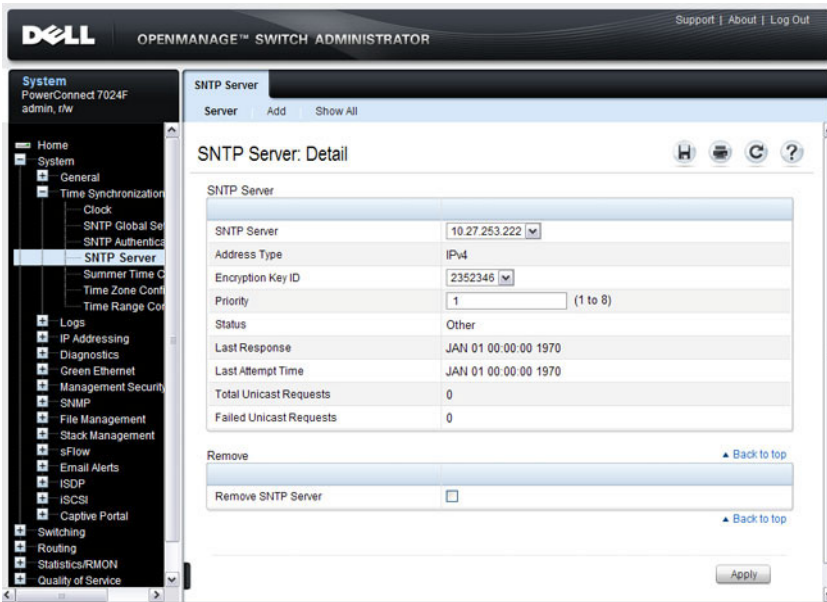 DELL
OPENMANAGE™ SWITCH ADMINISTRATOR
Support | About | Log Out
System
PowerConnect 7024F
admin, r/w
Home
System
General
Time Synchronization
Clock
SNTP Global Se
SNTP Authentica
SNTP Server
Summer Time C
Time Zone Confi
Time Range Con
Logs
IP Addressing
Diagnostics
Green Ethernet
Management Security
SNMP
File Management
Stack Management
sFlow
Email Alerts
ISDP
iSCSI
Captive Portal
Switching
Routing
Statistics/RMON
Quality of Service
SNTP Server
Server Add Show All
SNTP Server: Detail
?
SNTP Server
SNTP Server 10.27.253.222
Address Type IPv4
Encryption Key ID 2352346
Priority 1 (1 to 8)
Status Other
Last Response JAN 01 00:00:00 1970
Last Attempt Time JAN 01 00:00:00 1970
Total Unicast Requests 0
Failed Unicast Requests 0
Remove ▲ Back to top
Remove SNTP Server
▲ Back to top
Apply